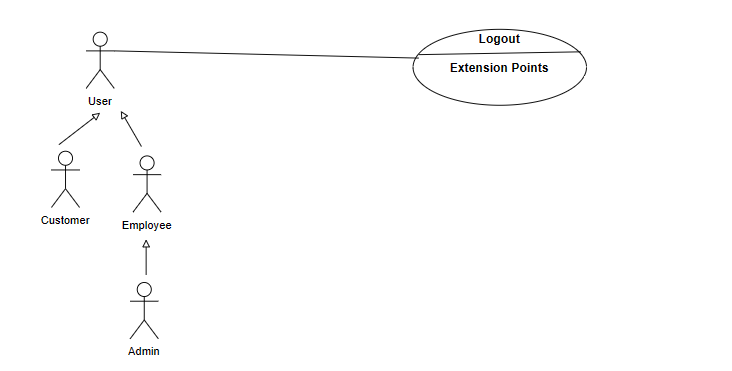 Logout
Extension Points
User
Customer
Employee
Admin